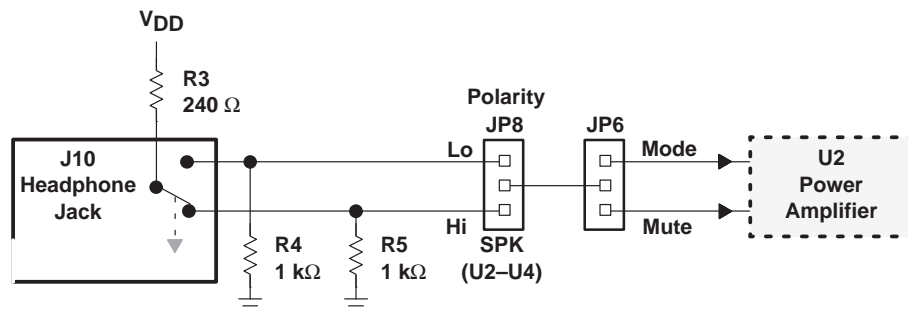 VDD
R3
240 Ω
J10
Headphone
Jack
Polarity
JP8
JP6
Lo
Mode
U2
Power
Amplifier
Hi
Mute
SPK
(U2–U4)
R4
1 kΩ
R5
1 kΩ